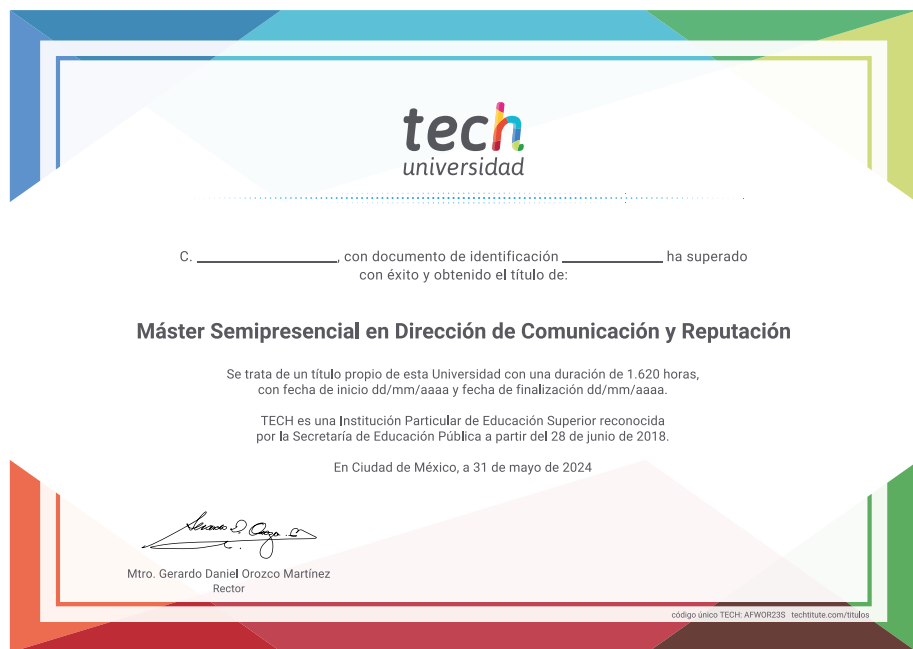 tech
universidad
C. ________________, con documento de identificación ____________ ha superado
con éxito y obtenido el título de:
Máster Semipresencial en Dirección de Comunicación y Reputación
Se trata de un título propio de esta Universidad con una duración de 1.620 horas,
con fecha de inicio dd/mm/aaaa y fecha de finalización dd/mm/aaaa.
TECH es una Institución Particular de Educación Superior reconocida
por la Secretaría de Educación Pública a partir del 28 de junio de 2018.
En Ciudad de México, a 31 de mayo de 2024
Mtro. Gerardo Daniel Orozco Martínez
Rector
código único TECH: AFWOR23S techtitute.com/titulos